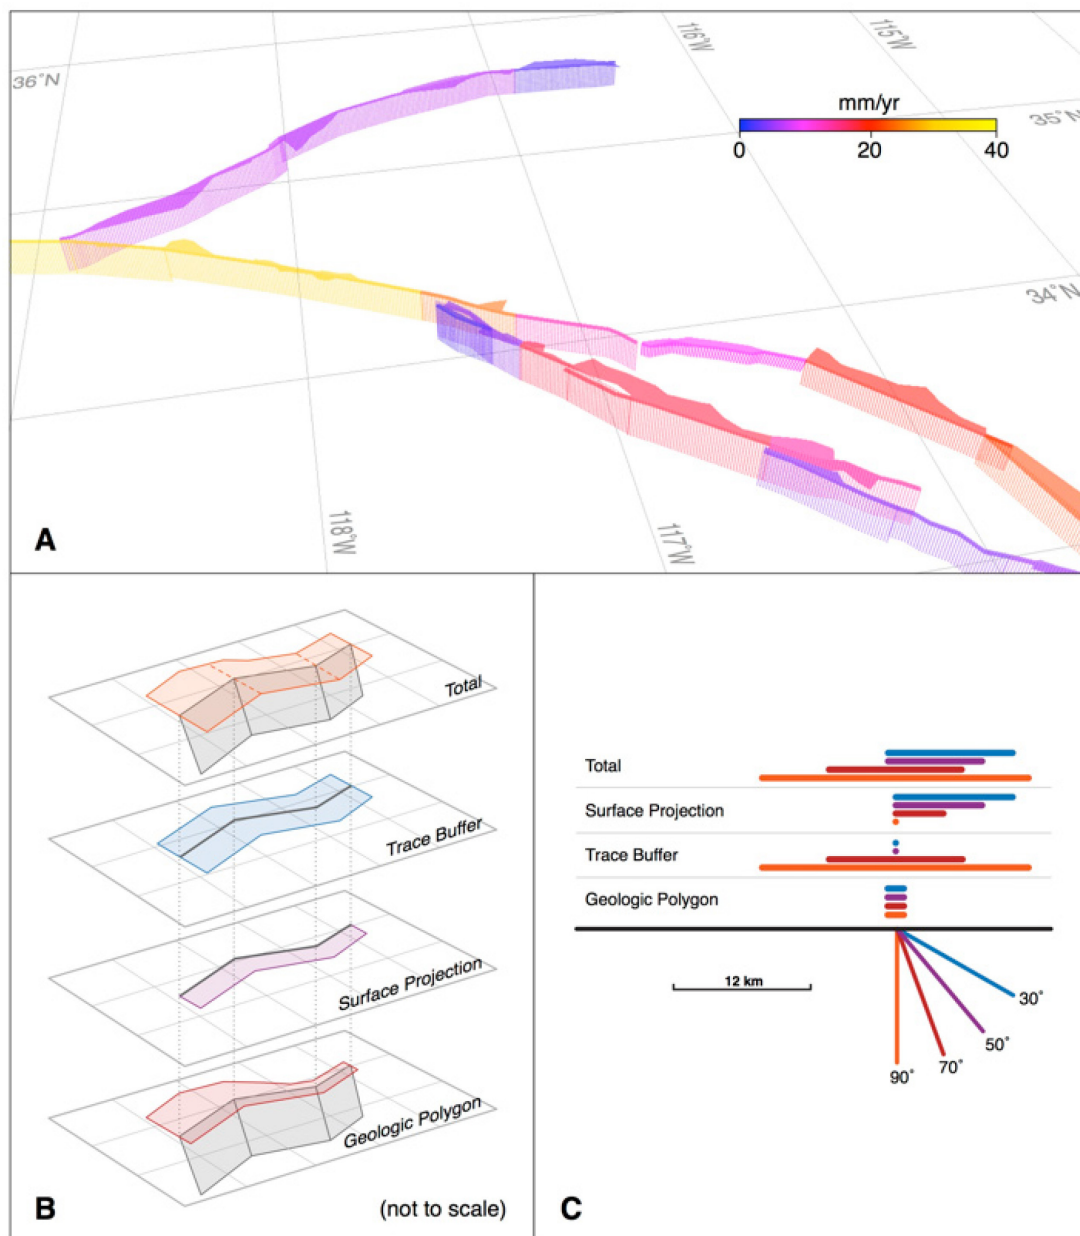 36°N
116°W
115°W
mm/yr
0 20 40
35°N
34°N
118°W
117°W
A
Total
Trace Buffer
Surface Projection
Geologic Polygon
B
(not to scale)
Total
Surface Projection
Trace Buffer
Geologic Polygon
12 km
30°
50°
70°
90°
C